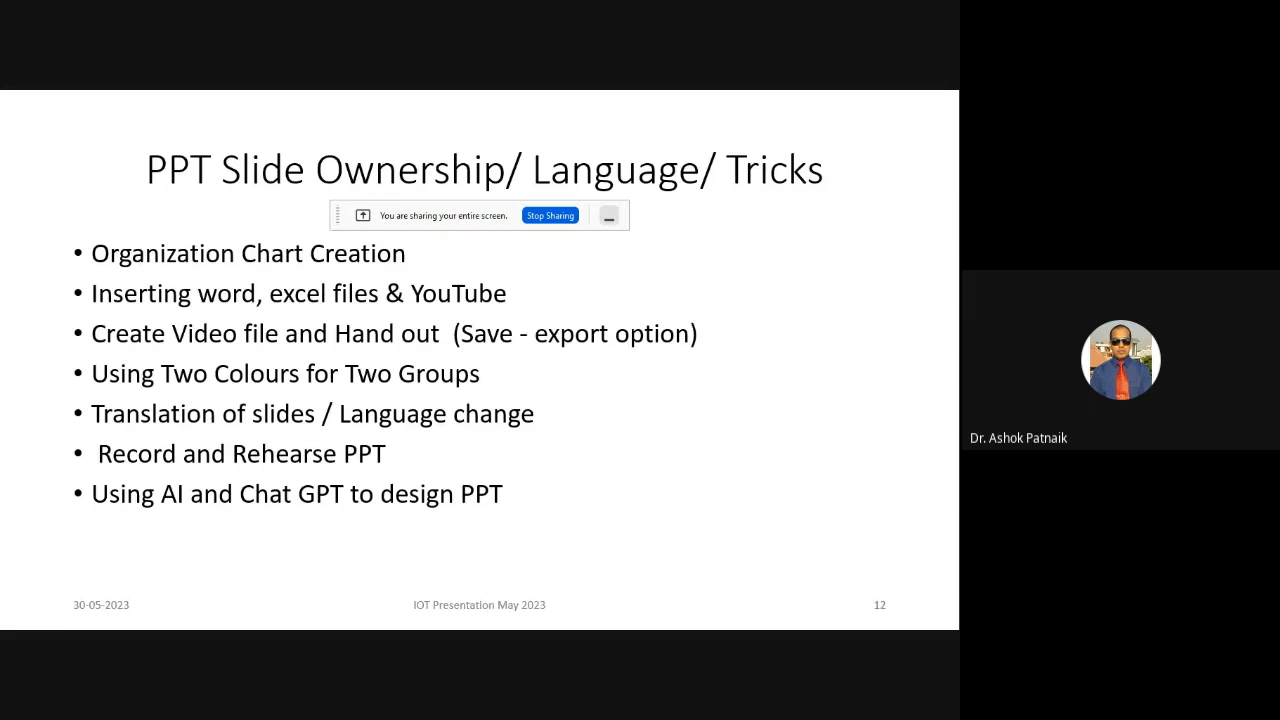 PPT Slide Ownership/ Language/ Tricks
You are sharing your entire screen. Stop Sharing
• Organization Chart Creation
• Inserting word, excel files & YouTube
• Create Video file and Hand out  (Save - export option)
• Using Two Colours for Two Groups
• Translation of slides / Language change
•  Record and Rehearse PPT
• Using AI and Chat GPT to design PPT
30-05-2023 IOT Presentation May 2023 12
Dr. Ashok Patnaik